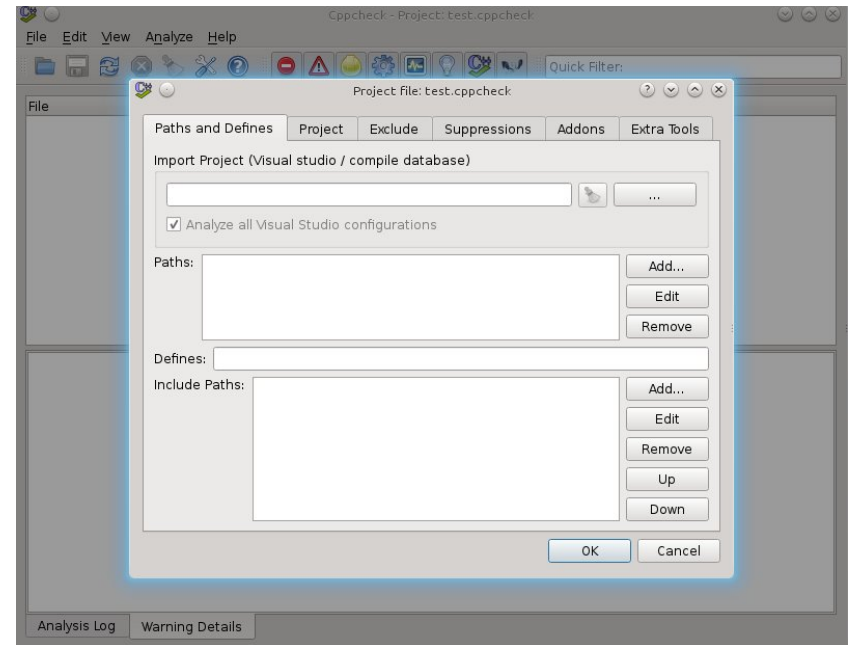 Cppcheck - Project: test.cppcheck
File Edit View Analyze Help
Quick Filter:
File
Project file: test.cppcheck
Paths and Defines Project Exclude Suppressions Addons Extra Tools
Import Project (Visual studio / compile database)
...
Analyze all Visual Studio configurations
Paths:
Add...
Edit
Remove
Defines:
Include Paths:
Add...
Edit
Remove
Up
Down
OK Cancel
Analysis Log Warning Details